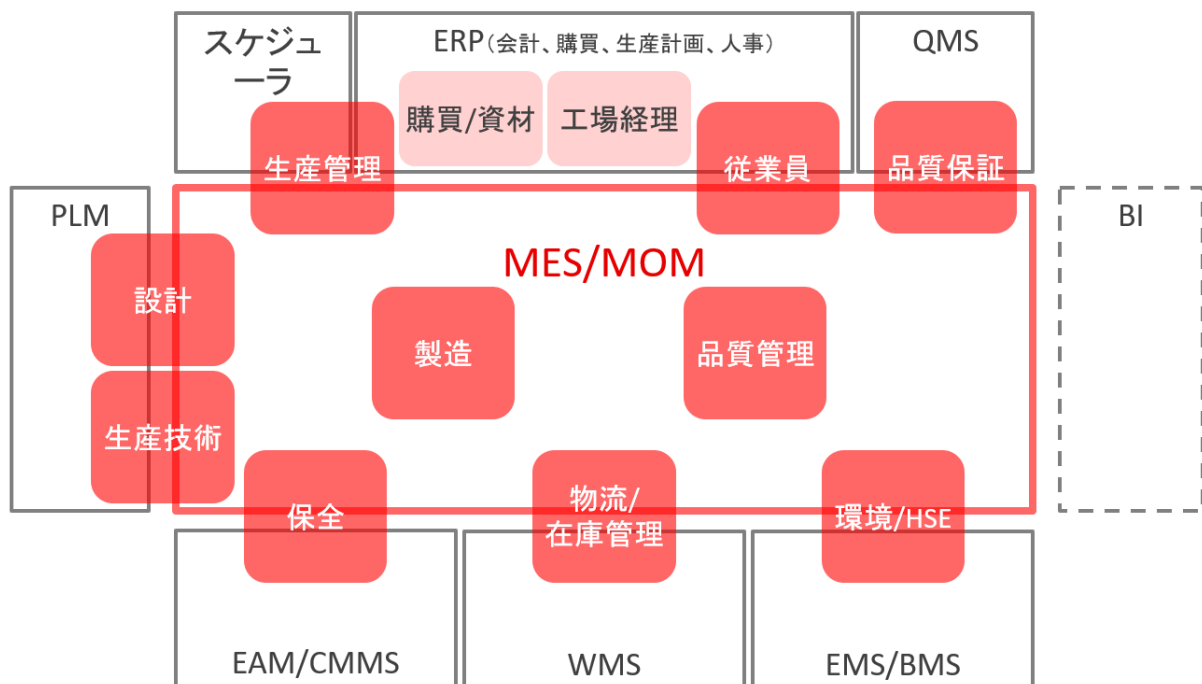 スケジュ
ーラ
ERP(会計、購買、生産計画、人事)
QMS
購買/資材
工場経理
生産管理
従業員
品質保証
PLM
BI
MES/MOM
設計
製造
品質管理
生産技術
保全
物流/
在庫管理
環境/HSE
EAM/CMMS
WMS
EMS/BMS